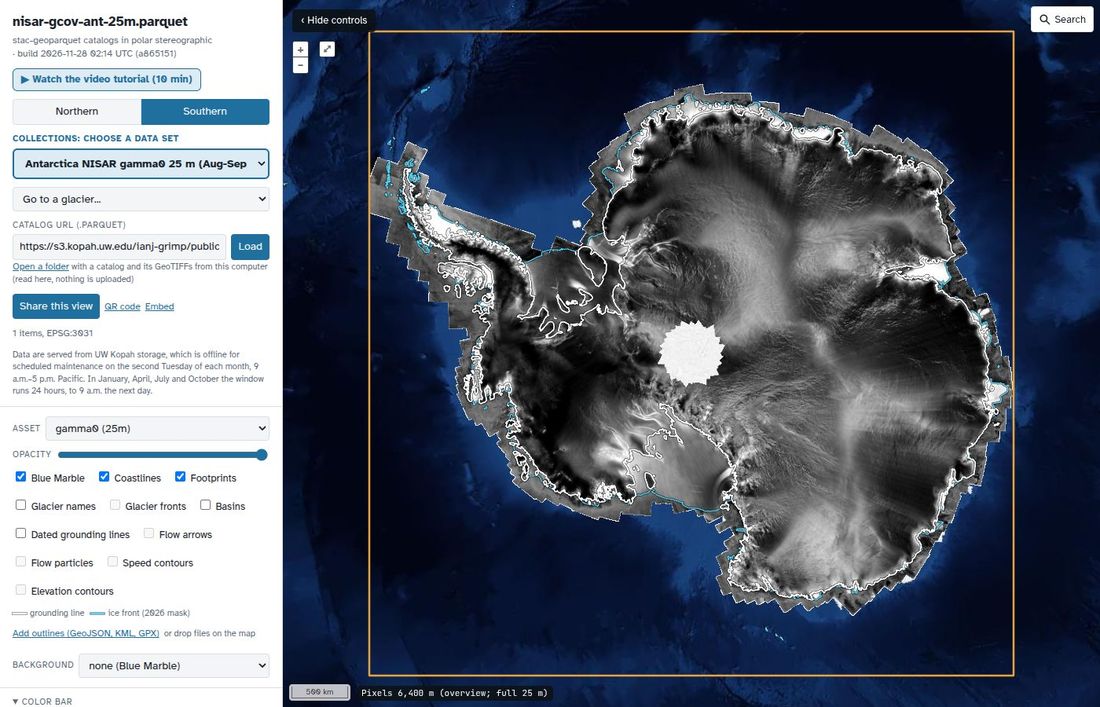 nisar-gcov-ant-25m.parquet
stac-geoparquet catalogs in polar stereographic
· build 2026-11-28 02:14 UTC (a865151)
▶ Watch the video tutorial (10 min)
Northern
Southern
COLLECTIONS: CHOOSE A DATA SET
Antarctica NISAR gamma0 25 m (Aug-Sep
Go to a glacier...
CATALOG URL (.PARQUET)
https://s3.kopah.uw.edu/ianj-grimp/public
Load
Open a folder with a catalog and its GeoTIFFs from this computer
(read here, nothing is uploaded)
Share this view
QR code
Embed
1 items, EPSG:3031
Data are served from UW Kopah storage, which is offline for
scheduled maintenance on the second Tuesday of each month, 9
a.m.–5 p.m. Pacific. In January, April, July and October the window
runs 24 hours, to 9 a.m. the next day.
ASSET
gamma0 (25m)
OPACITY
Blue Marble
Coastlines
Footprints
Glacier names
Glacier fronts
Basins
Dated grounding lines
Flow arrows
Flow particles
Speed contours
Elevation contours
grounding line
ice front (2026 mask)
Add outlines (GeoJSON, KML, GPX) or drop files on the map
BACKGROUND
none (Blue Marble)
▼ COLOR BAR
‹ Hide controls
+
−
Search
500 km
Pixels 6,400 m (overview; full 25 m)